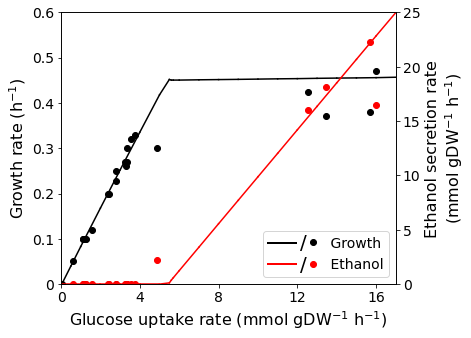 0.6
0.5
0.4
0.3
0.2
0.1
0
Growth rate (h⁻¹)
25
20
15
10
5
0
Ethanol secretion rate
(mmol gDW⁻¹ h⁻¹)
/ Growth
/ Ethanol
0 4 8 12 16
Glucose uptake rate (mmol gDW⁻¹ h⁻¹)